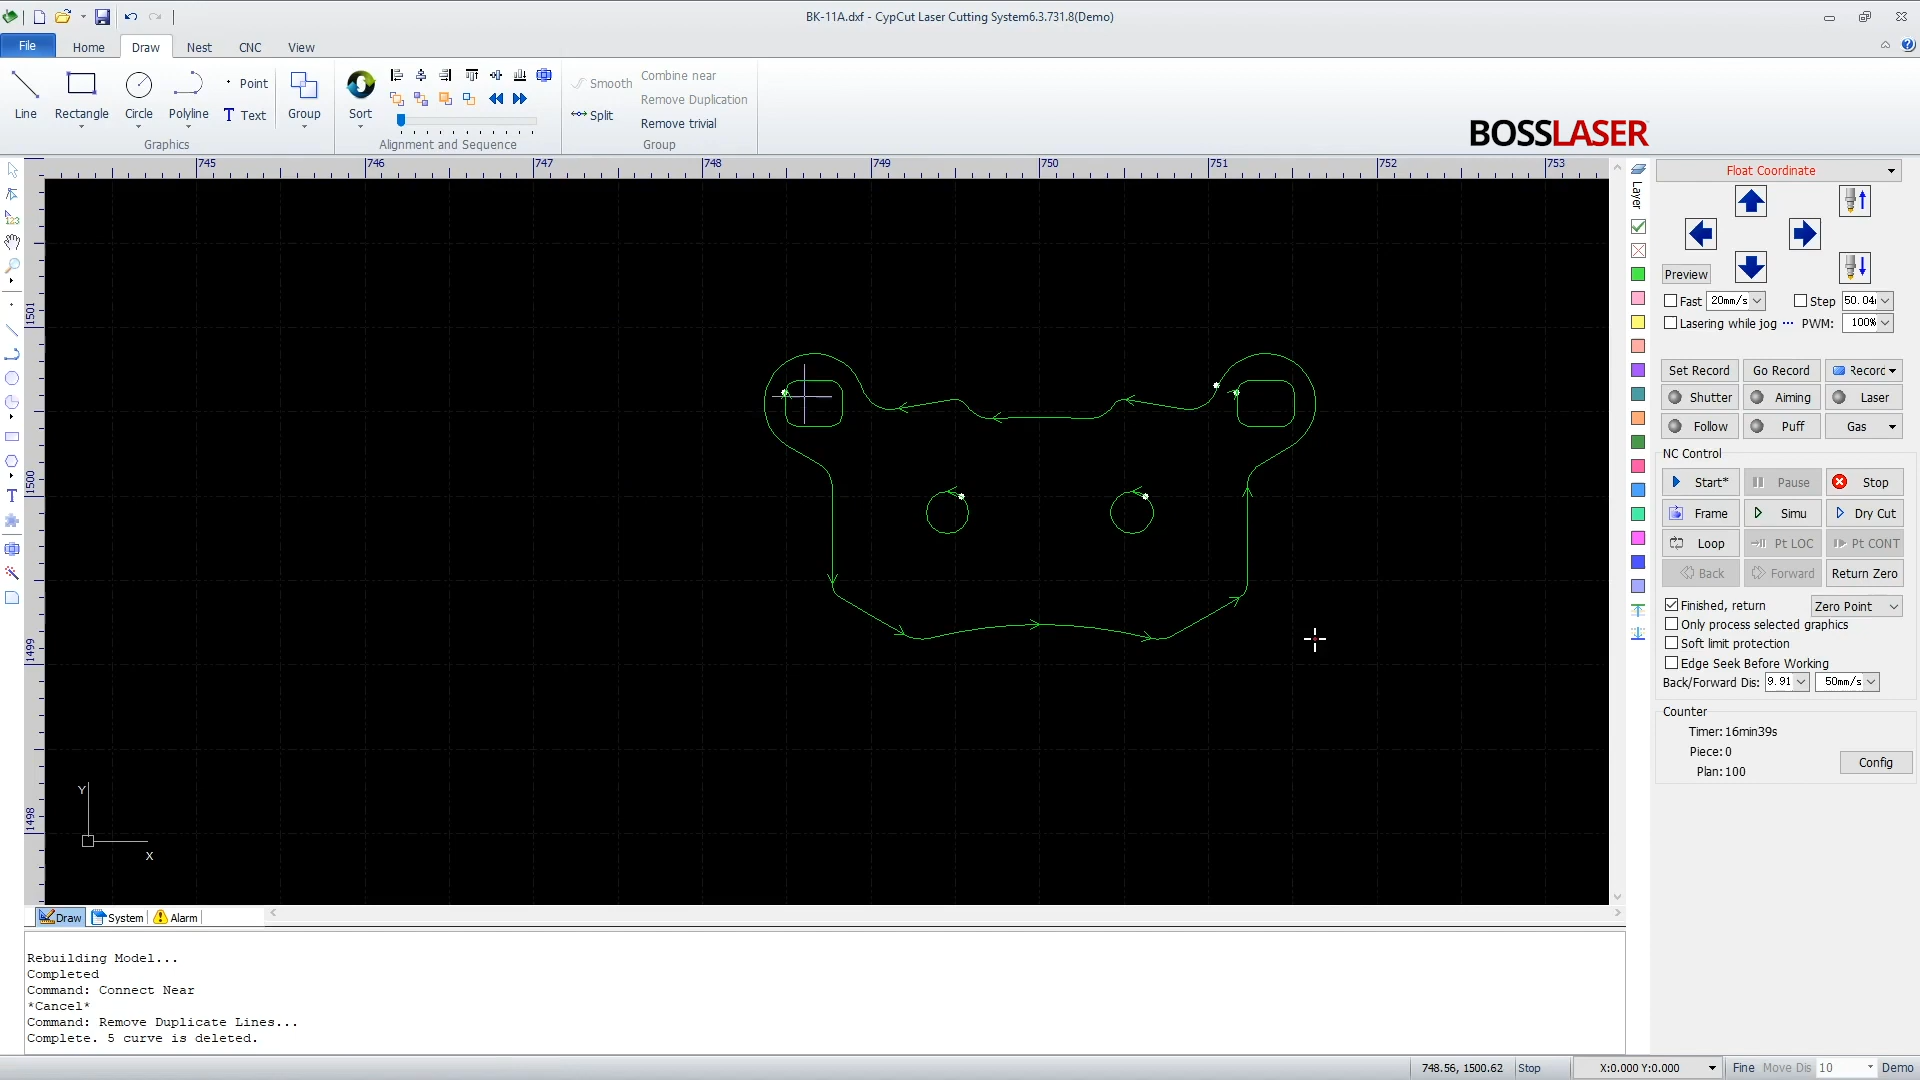 BK-11A.dxf - CypCut Laser Cutting System6.3.731.8(Demo)
File Home Draw Nest CNC View
Line Rectangle Circle Polyline Point Text Group Sort Smooth Split Combine near Remove Duplication Remove trivial
Graphics Alignment and Sequence Group
BOSSLASER
745 746 747 748 749 750 751 752 753
1501
1500
1499
1498
Y
X
Layer
123
Float Coordinate
Preview
Fast 20mm/s Step 50.04
Lasering while jog PWM: 100%
Set Record Go Record Record
Shutter Aiming Laser
Follow Puff Gas
NC Control
Start* Pause Stop
Frame Simu Dry Cut
Loop Pt LOC Pt CONT
Back Forward Return Zero
Finished, return Zero Point
Only process selected graphics
Soft limit protection
Edge Seek Before Working
Back/Forward Dis: 9.91 50mm/s
Counter
Timer: 16min39s
Piece: 0
Plan: 100
Config
Draw System Alarm
Rebuilding Model...
Completed
Command: Connect Near
*Cancel*
Command: Remove Duplicate Lines...
Complete. 5 curve is deleted.
748.56, 1500.62 Stop X:0.000 Y:0.000 Fine Move Dis 10 Demo